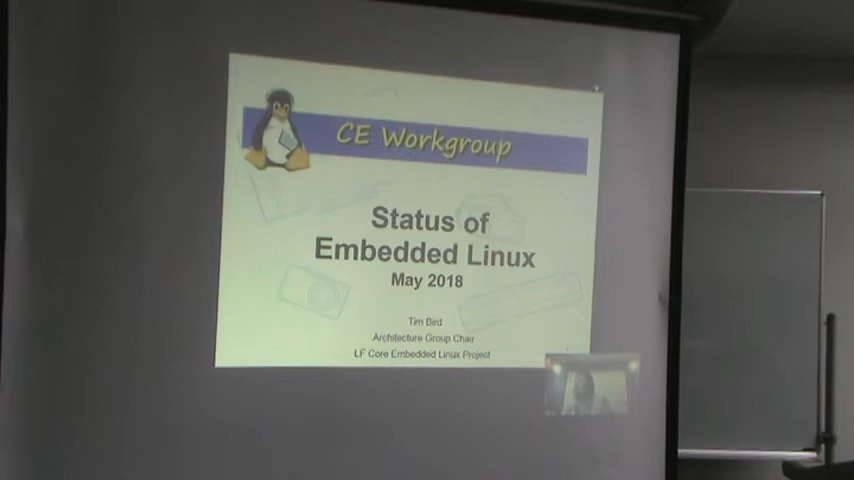 CE Workgroup
Status of
Embedded Linux
May 2018
Tim Bird
Architecture Group Chair
LF Core Embedded Linux Project